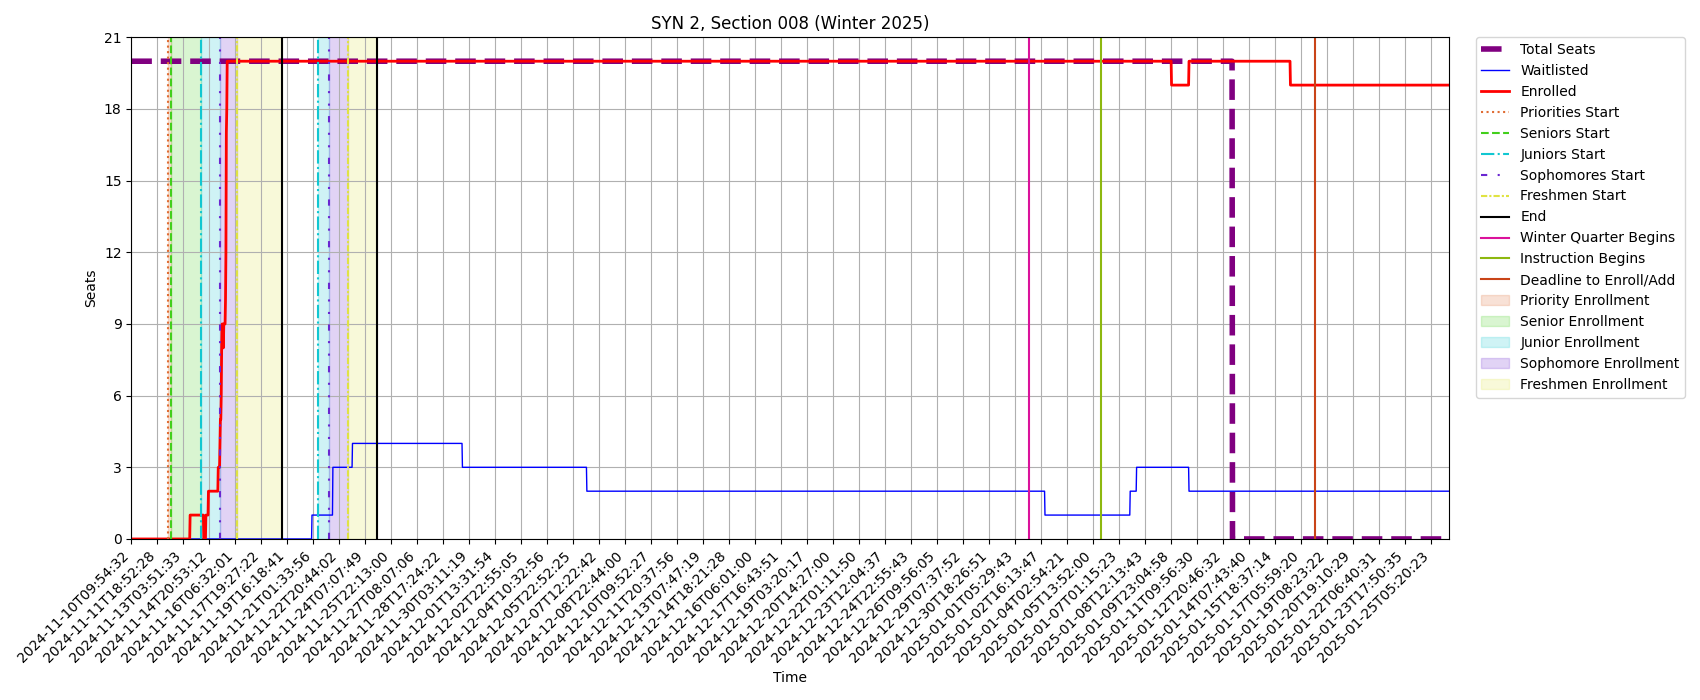 SYN 2, Section 008 (Winter 2025)
Seats
21
18
15
12
9
6
3
0
2024-11-10T09:54:32
2024-11-11T18:52:28
2024-11-13T03:51:33
2024-11-14T20:53:12
2024-11-16T06:32:01
2024-11-17T19:27:22
2024-11-19T16:18:41
2024-11-21T01:33:56
2024-11-22T20:44:02
2024-11-24T07:07:49
2024-11-25T22:13:00
2024-11-28T17:24:22
2024-11-28T08:07:06
2024-11-30T03:11:19
2024-12-01T13:31:54
2024-12-02T22:55:05
2024-12-04T10:32:56
2024-12-05T22:52:25
2024-12-07T12:22:42
2024-12-08T22:44:00
2024-12-10T09:52:27
2024-12-11T20:37:56
2024-12-13T07:47:19
2024-12-14T18:21:28
2024-12-16T06:01:00
2024-12-17T16:43:51
2024-12-19T03:20:17
2024-12-20T14:27:00
2024-12-22T01:11:50
2024-12-23T12:04:37
2024-12-24T22:55:43
2024-12-26T09:56:05
2024-12-29T07:37:52
2024-12-30T18:26:51
2025-01-01T05:29:43
2025-01-02T16:13:47
2025-01-04T02:54:21
2025-01-05T13:52:00
2025-01-07T01:15:23
2025-01-08T12:13:43
2025-01-09T23:04:58
2025-01-11T09:56:30
2025-01-12T20:46:32
2025-01-14T07:43:40
2025-01-15T18:37:14
2025-01-17T05:59:20
2025-01-19T08:23:22
2025-01-20T19:10:29
2025-01-22T06:40:31
2025-01-23T17:50:35
2025-01-25T05:20:23
Time
Total Seats
Waitlisted
Enrolled
Priorities Start
Seniors Start
Juniors Start
Sophomores Start
Freshmen Start
End
Winter Quarter Begins
Instruction Begins
Deadline to Enroll/Add
Priority Enrollment
Senior Enrollment
Junior Enrollment
Sophomore Enrollment
Freshmen Enrollment